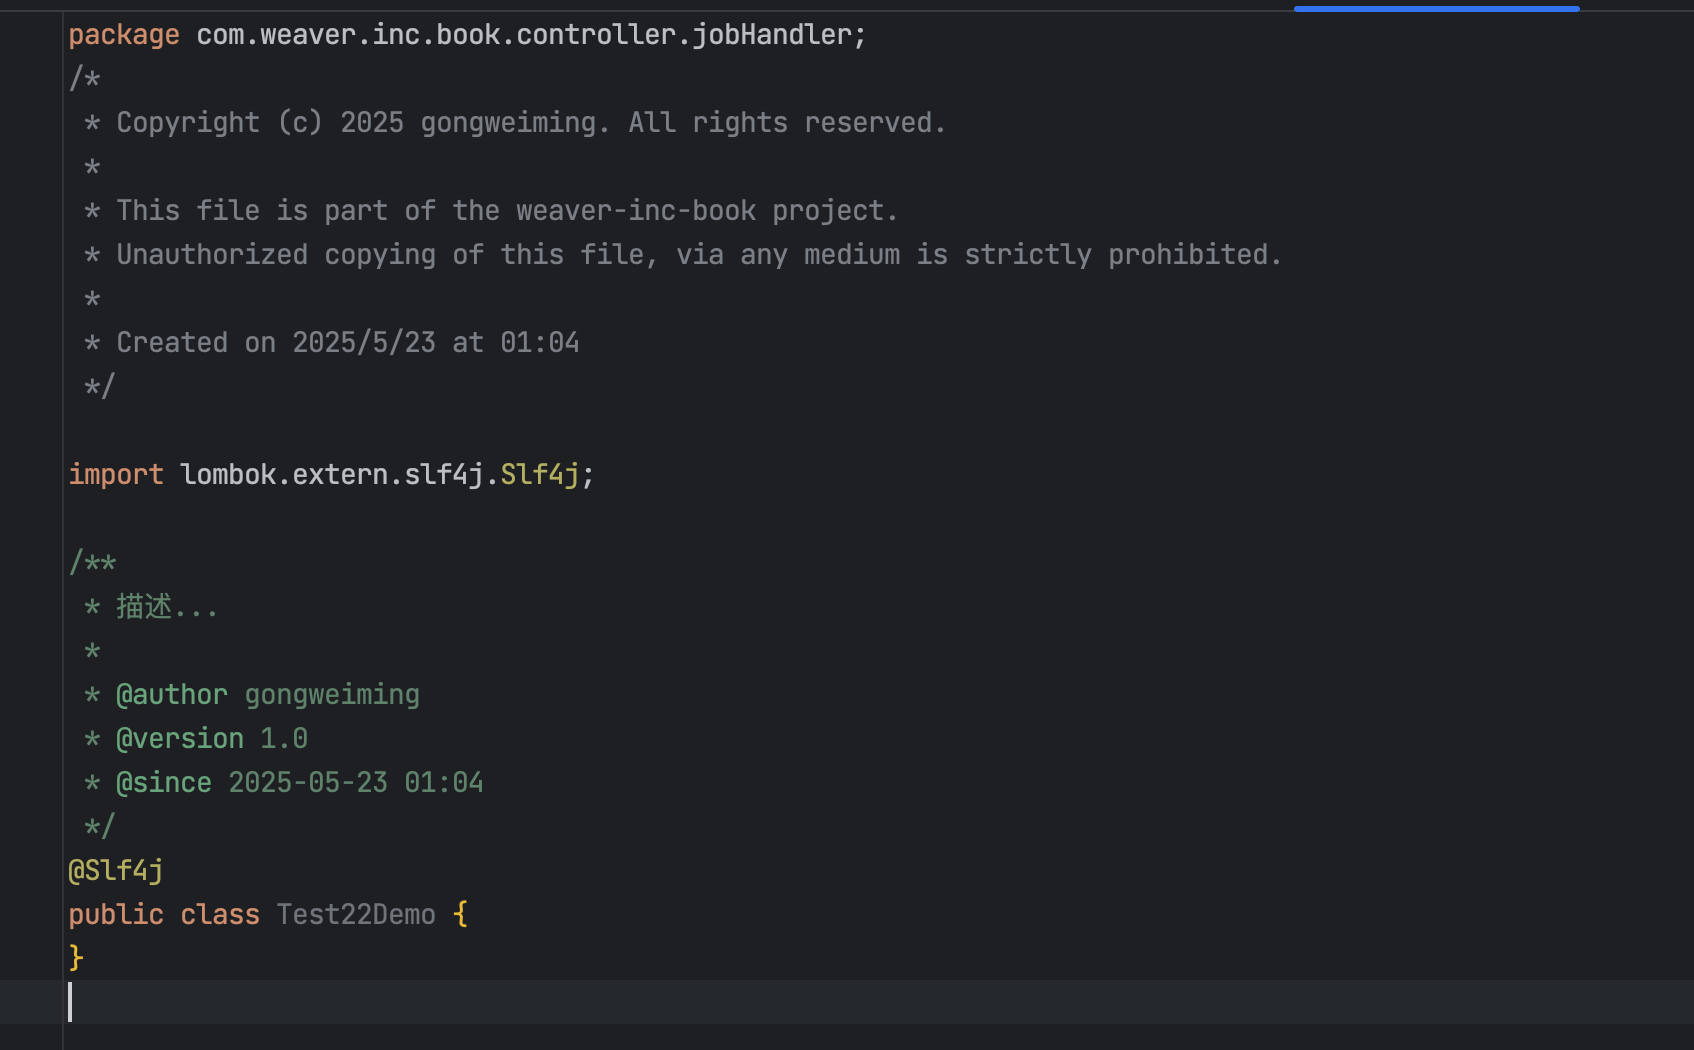 package com.weaver.inc.book.controller.jobHandler;
/*
 * Copyright (c) 2025 gongweiming. All rights reserved.
 *
 * This file is part of the weaver-inc-book project.
 * Unauthorized copying of this file, via any medium is strictly prohibited.
 *
 * Created on 2025/5/23 at 01:04
 */
import lombok.extern.slf4j.Slf4j;
/**
 * 描述...
 *
 * @author gongweiming
 * @version 1.0
 * @since 2025-05-23 01:04
 */
@Slf4j
public class Test22Demo {
}